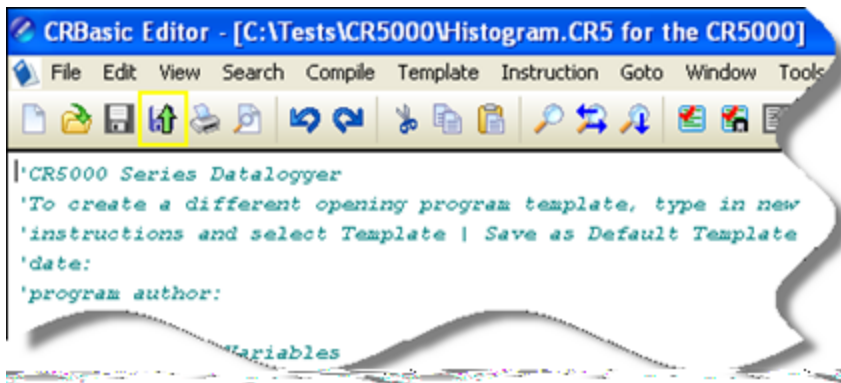 CRBasic Editor - [C:\Tests\CR5000\Histogram.CR5 for the CR5000]
File Edit View Search Compile Template Instruction Goto Window Tools
'CR5000 Series Datalogger
'To create a different opening program template, type in new
'instructions and select Template | Save as Default Template
'date:
'program author:
Variables